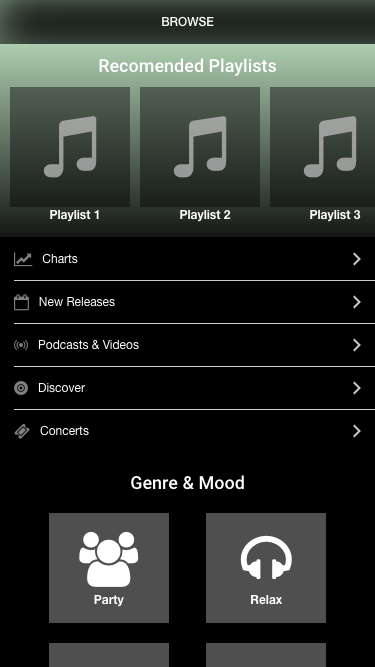 BROWSE
Recomended Playlists
Playlist 1
Playlist 2
Playlist 3
Charts
New Releases
Podcasts & Videos
Discover
Concerts
Genre & Mood
Party
Relax